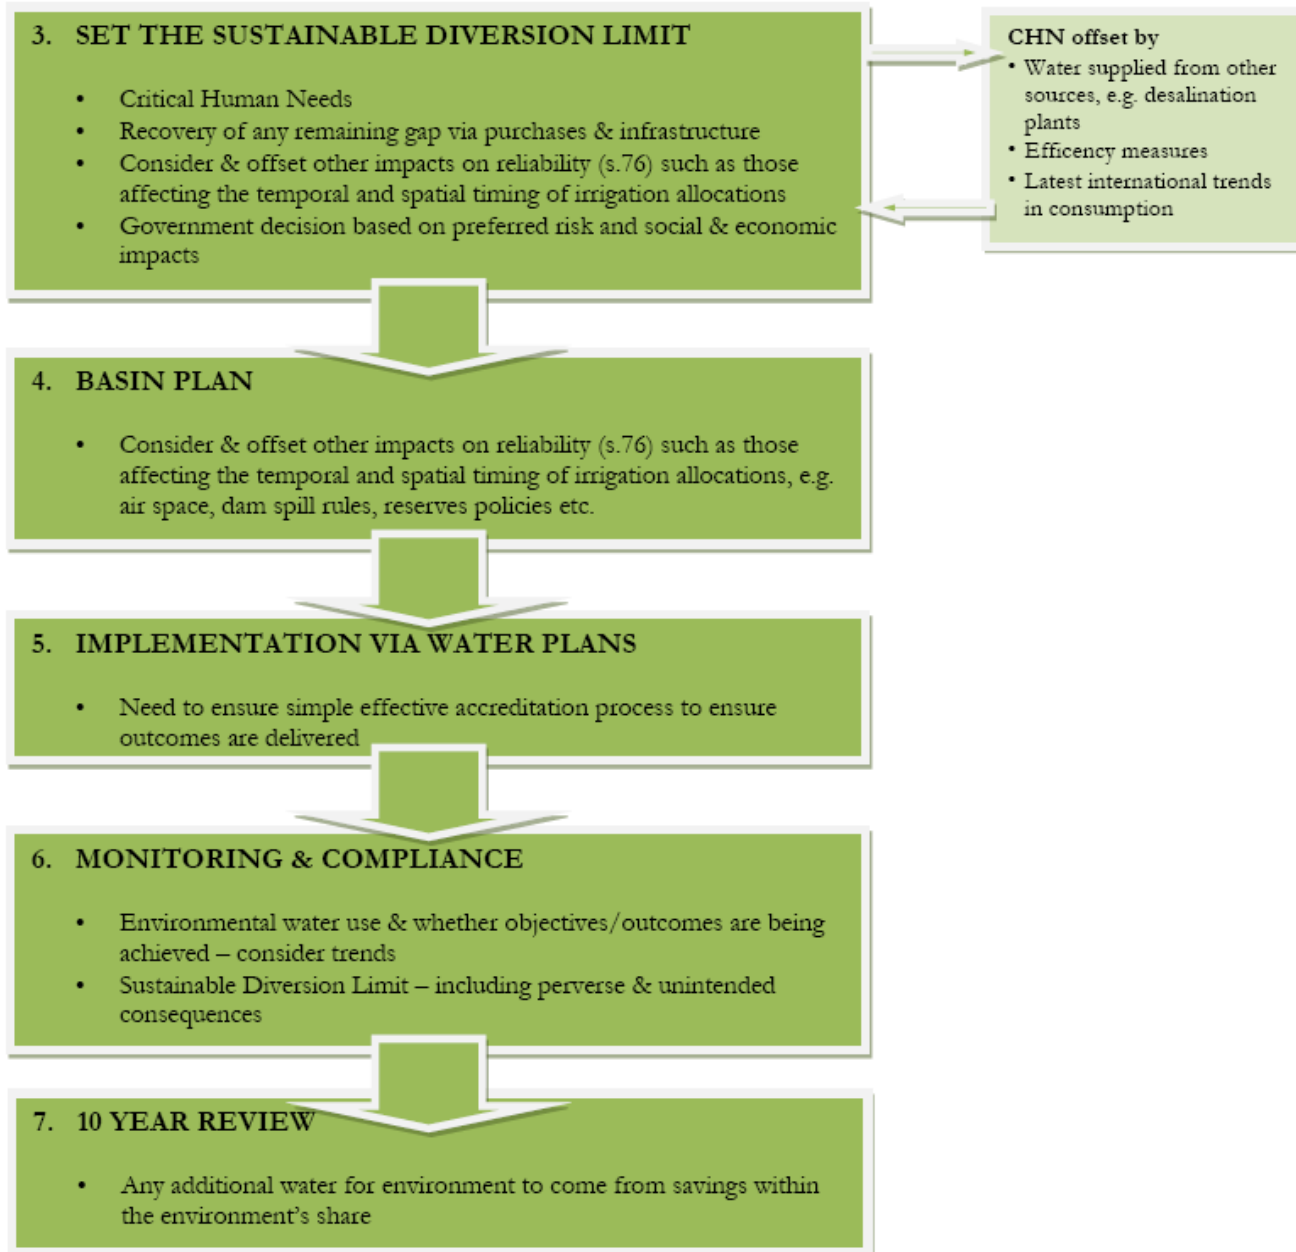 3. SET THE SUSTAINABLE DIVERSION LIMIT
• Critical Human Needs
• Recovery of any remaining gap via purchases & infrastructure
• Consider & offset other impacts on reliability (s.76) such as those
affecting the temporal and spatial timing of irrigation allocations
• Government decision based on preferred risk and social & economic
impacts
CHN offset by
• Water supplied from other
sources, e.g. desalination
plants
• Efficency measures
• Latest international trends
in consumption
4. BASIN PLAN
• Consider & offset other impacts on reliability (s.76) such as those
affecting the temporal and spatial timing of irrigation allocations, e.g.
air space, dam spill rules, reserves policies etc.
5. IMPLEMENTATION VIA WATER PLANS
• Need to ensure simple effective accreditation process to ensure
outcomes are delivered
6. MONITORING & COMPLIANCE
• Environmental water use & whether objectives/outcomes are being
achieved – consider trends
• Sustainable Diversion Limit – including perverse & unintended
consequences
7. 10 YEAR REVIEW
• Any additional water for environment to come from savings within
the environment's share